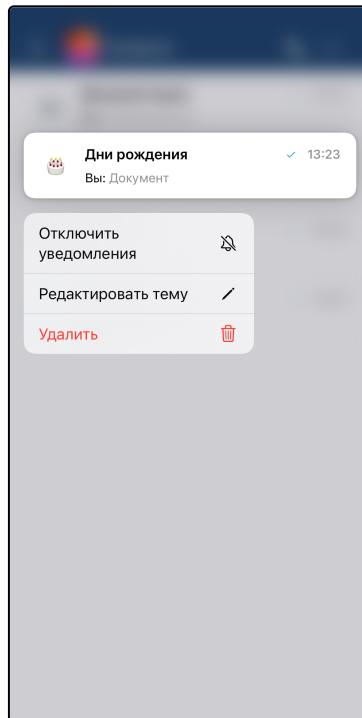 Дни рождения 13:23
Вы: Документ
Отключить
уведомления
Редактировать тему
Удалить